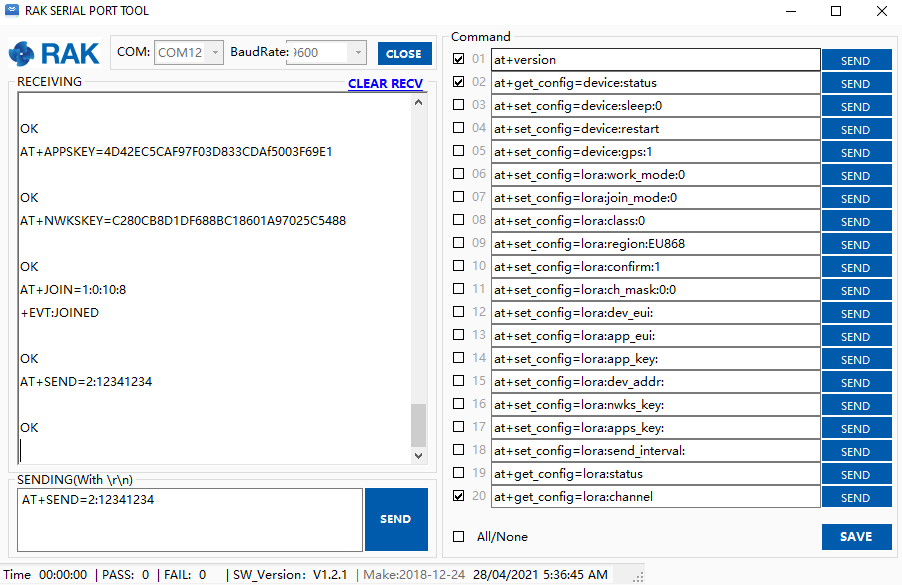 RAK SERIAL PORT TOOL
RAK
COM: COM12 BaudRate: 9600 CLOSE
RECEIVING
CLEAR RECV
OK
AT+APPSKEY=4D42EC5CAF97F03D833CDAf5003F69E1
OK
AT+NWKSKEY=C280CB8D1DF688BC18601A97025C5488
OK
AT+JOIN=1:0:10:8
+EVT:JOINED
OK
AT+SEND=2:12341234
OK
SENDING(With \r\n)
AT+SEND=2:12341234
SEND
Command
01 at+version SEND
02 at+get_config=device:status SEND
03 at+set_config=device:sleep:0 SEND
04 at+set_config=device:restart SEND
05 at+set_config=device:gps:1 SEND
06 at+set_config=lora:work_mode:0 SEND
07 at+set_config=lora:join_mode:0 SEND
08 at+set_config=lora:class:0 SEND
09 at+set_config=lora:region:EU868 SEND
10 at+set_config=lora:confirm:1 SEND
11 at+set_config=lora:ch_mask:0:0 SEND
12 at+set_config=lora:dev_eui: SEND
13 at+set_config=lora:app_eui: SEND
14 at+set_config=lora:app_key: SEND
15 at+set_config=lora:dev_addr: SEND
16 at+set_config=lora:nwks_key: SEND
17 at+set_config=lora:apps_key: SEND
18 at+set_config=lora:send_interval: SEND
19 at+get_config=lora:status SEND
20 at+get_config=lora:channel SEND
All/None SAVE
Time 00:00:00 | PASS: 0 | FAIL: 0 | SW_Version: V1.2.1 | Make:2018-12-24 28/04/2021 5:36:45 AM